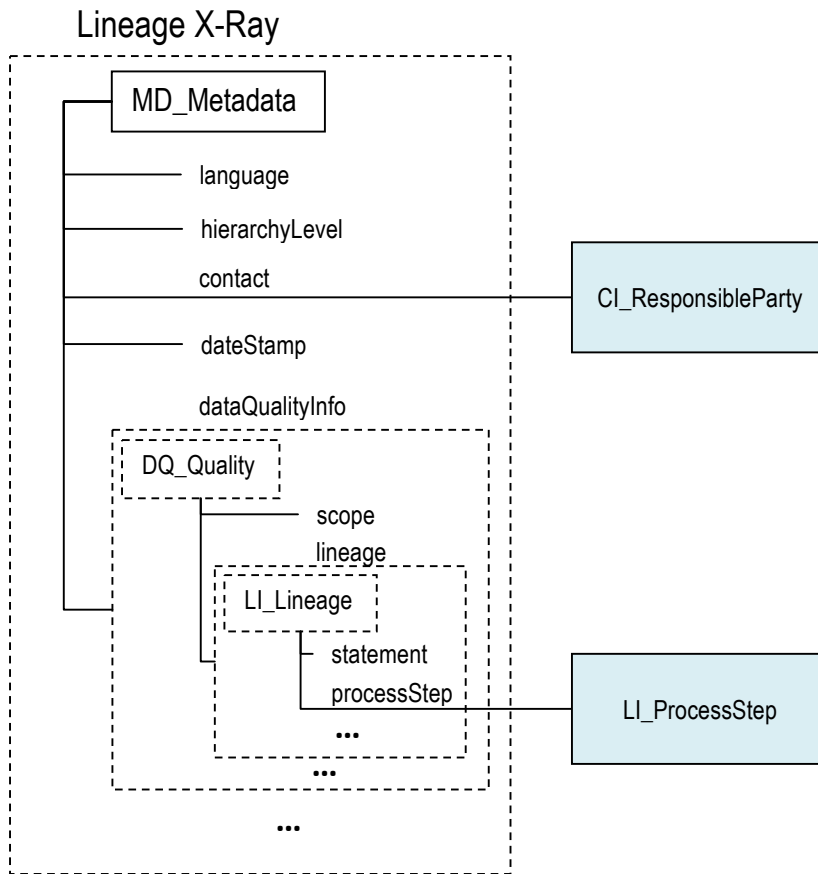 Lineage X-Ray
MD_Metadata
language
hierarchyLevel
contact
CI_ResponsibleParty
dateStamp
dataQualityInfo
DQ_Quality
scope
lineage
LI_Lineage
statement
processStep
LI_ProcessStep
...
...
...